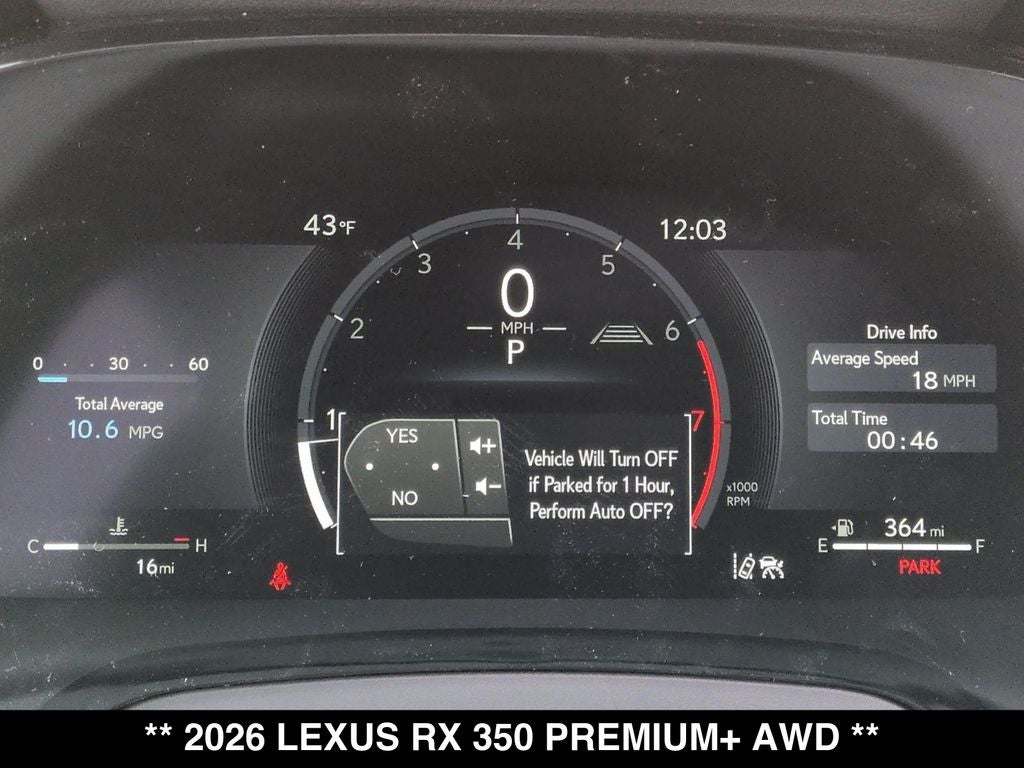 43°F
12:03
1
2
3
4
5
6
7
x1000
RPM
0
MPH
P
0 30 60
Total Average
10.6 MPG
Drive Info
Average Speed
18 MPH
Total Time
00:46
YES
NO
Vehicle Will Turn OFF
if Parked for 1 Hour,
Perform Auto OFF?
C H
16mi
364 mi
E F
PARK
** 2026 LEXUS RX 350 PREMIUM+ AWD **